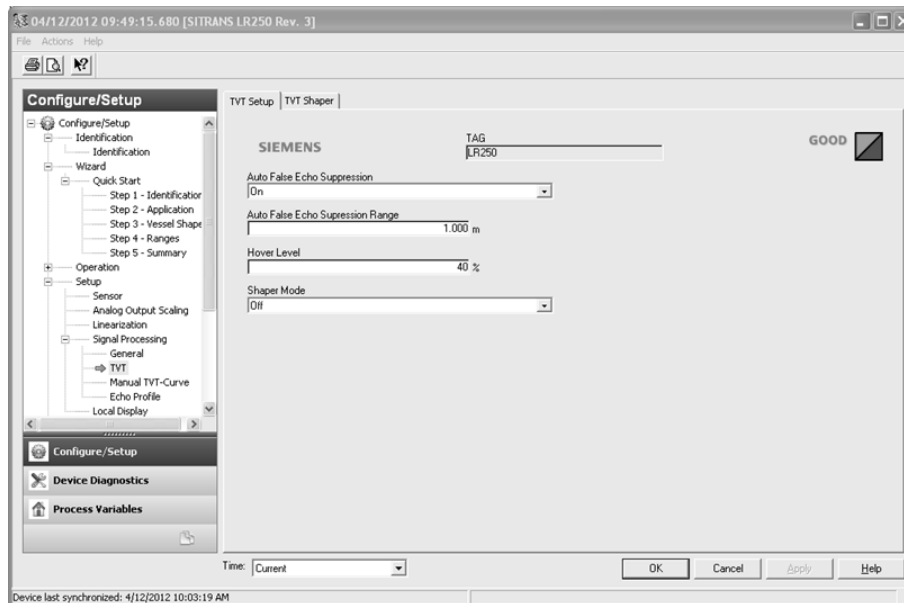 04/12/2012 09:49:15.680 [SITRANS LR250 Rev. 3]
File Actions Help
Configure/Setup
Configure/Setup
Identification
Identification
Wizard
Quick Start
Step 1 - Identification
Step 2 - Application
Step 3 - Vessel Shape
Step 4 - Ranges
Step 5 - Summary
Operation
Setup
Sensor
Analog Output Scaling
Linearization
Signal Processing
General
TVT
Manual TVT-Curve
Echo Profile
Local Display
Configure/Setup
Device Diagnostics
Process Variables
TVT Setup TVT Shaper
SIEMENS
TAG
LR250
GOOD
Auto False Echo Suppression
On
Auto False Echo Supression Range
1.000 m
Hover Level
40 %
Shaper Mode
Off
Time: Current
OK Cancel Apply Help
Device last synchronized: 4/12/2012 10:03:19 AM